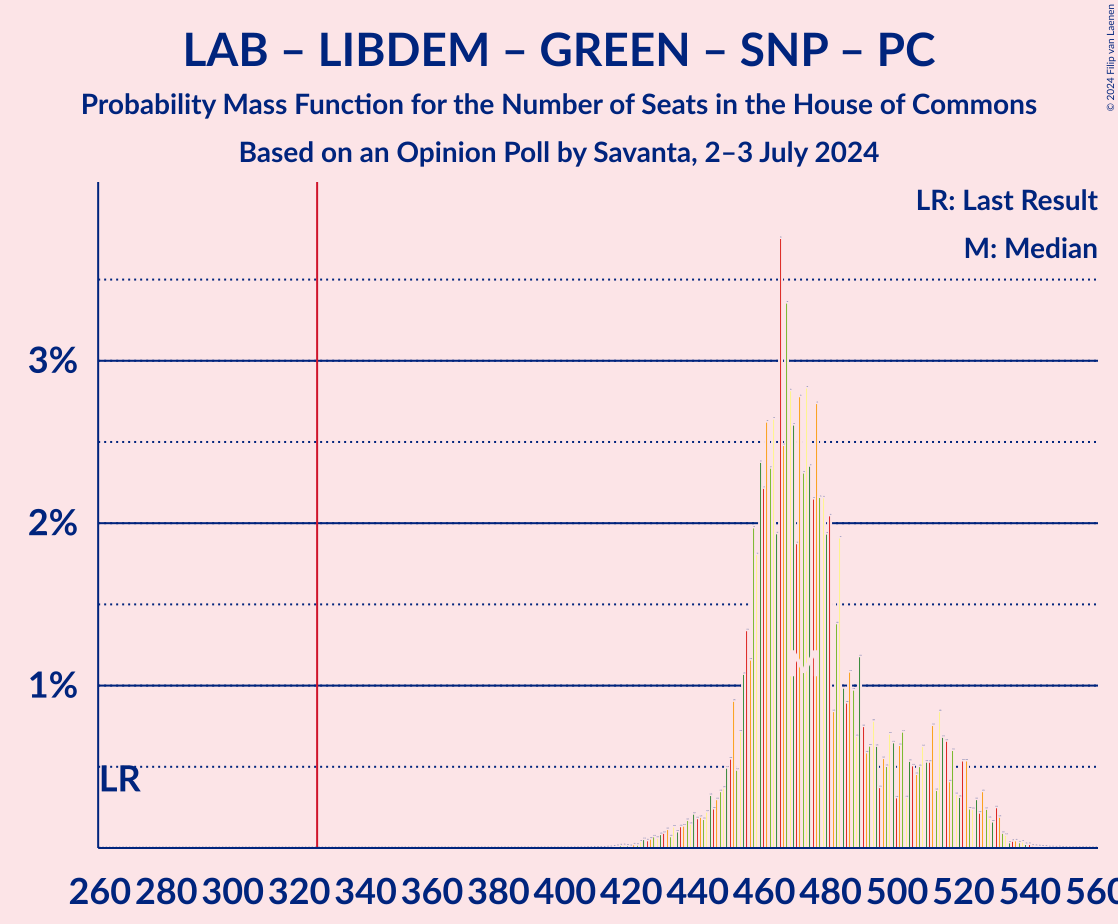 LAB – LIBDEM – GREEN – SNP – PC
Probability Mass Function for the Number of Seats in the House of Commons
Based on an Opinion Poll by Savanta, 2–3 July 2024
© 2024 Filip van Laenen
LR: Last Result
M: Median
3%
2%
1%
LR
260 280 300 320 340 360 380 400 420 440 460 480 500 520 540 560